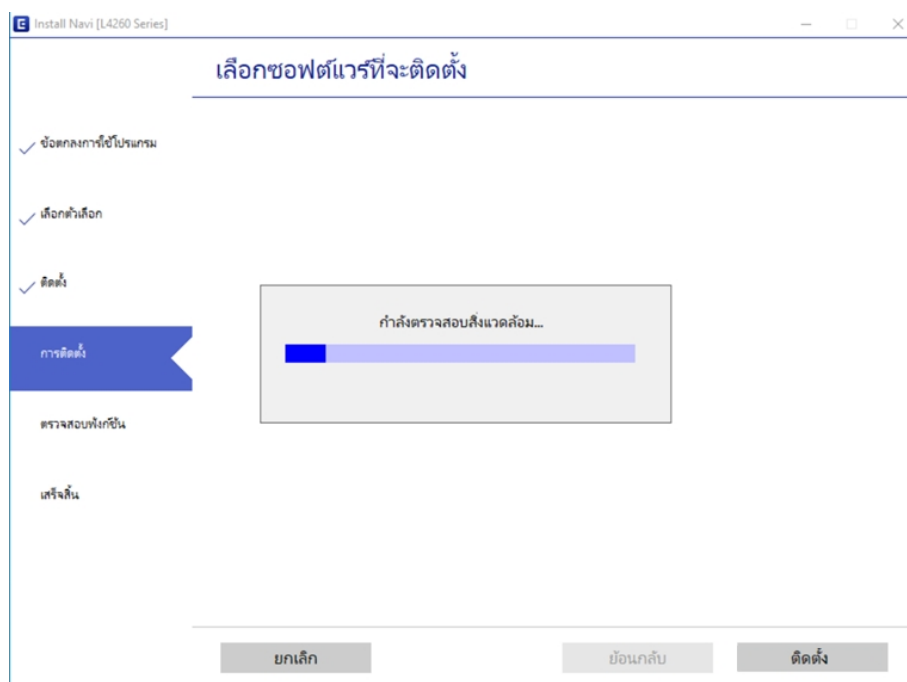 Install Navi [L4260 Series]
เลือกซอฟต์แวร์ที่จะติดตั้ง
ข้อตกลงการใช้โปรแกรม
เลือกตัวเลือก
ติดตั้ง
การติดตั้ง
ตรวจสอบฟังก์ชัน
เสร็จสิ้น
กำลังตรวจสอบสิ่งแวดล้อม...
ยกเลิก
ย้อนกลับ
ติดตั้ง